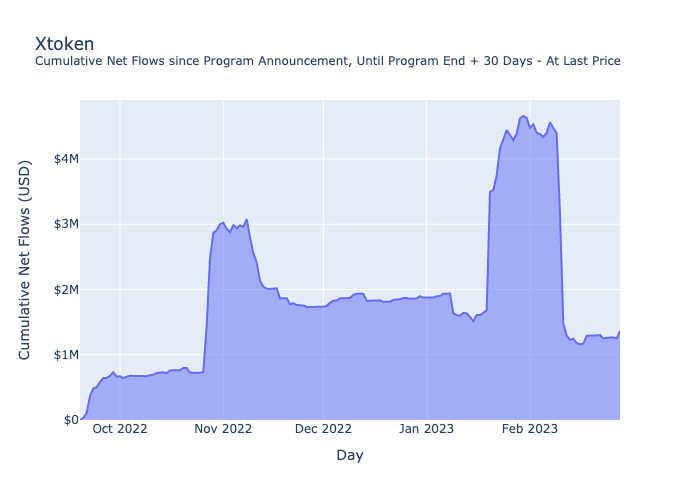 Xtoken
Cumulative Net Flows since Program Announcement, Until Program End + 30 Days - At Last Price
Cumulative Net Flows (USD)
$4M
$3M
$2M
$1M
$0
Oct 2022 Nov 2022 Dec 2022 Jan 2023 Feb 2023
Day